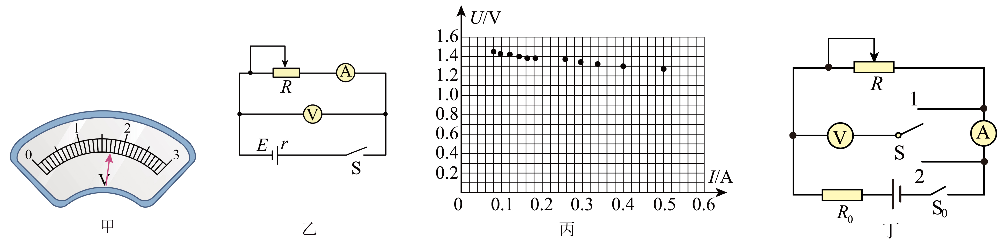 0 1 2 3
V
甲
R
A
V
E r
S
乙
U/V
1.6
1.4
1.2
1.0
0.8
0.6
0.4
0.2
I/A
0 0.1 0.2 0.3 0.4 0.5 0.6
丙
R
1
V
S
A
2
R₀
S₀
丁